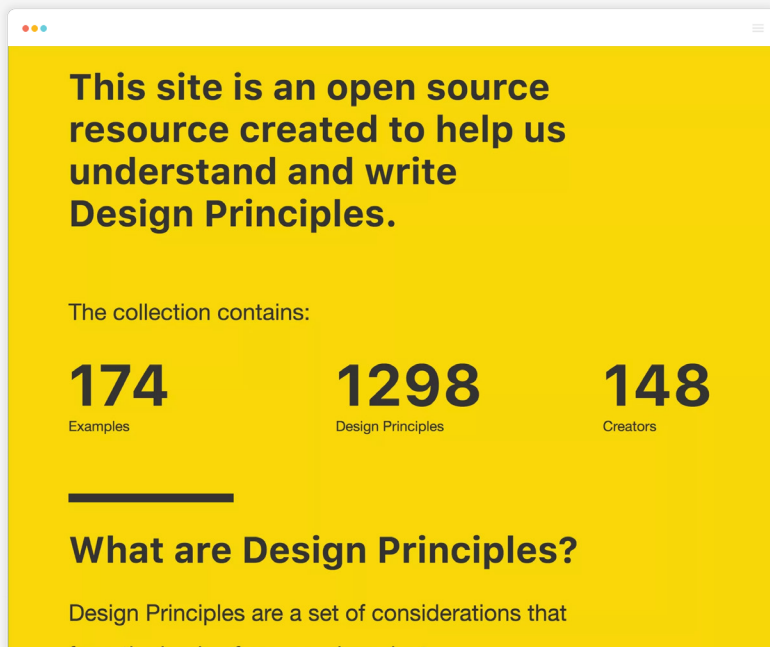 This site is an open source
resource created to help us
understand and write
Design Principles.
The collection contains:
174 1298 148
Examples Design Principles Creators
What are Design Principles?
Design Principles are a set of considerations that